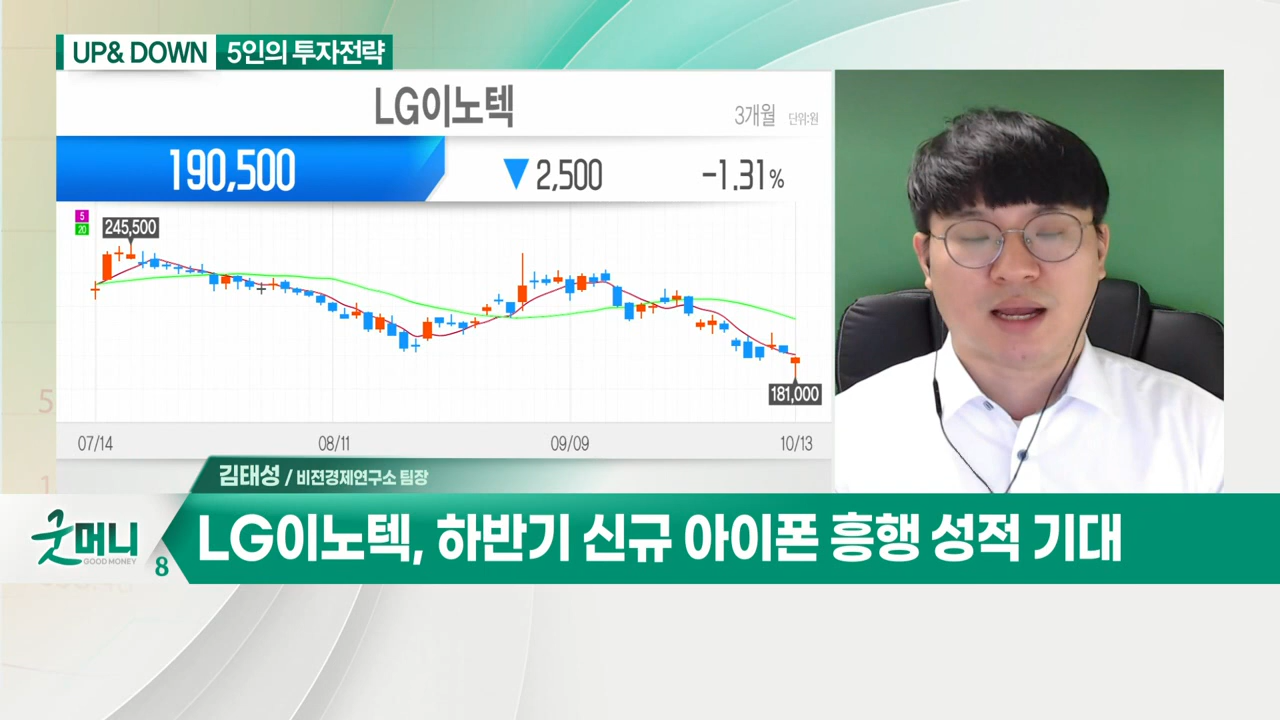 UP& DOWN 5인의 투자전략
LG이노텍
3개월 단위:원
190,500 ▼ 2,500 -1.31%
5
20
245,500
181,000
07/14 08/11 09/09 10/13
김태성 / 비젼경제연구소 팀장
굿머니
GOOD MONEY
8
LG이노텍, 하반기 신규 아이폰 흥행 성적 기대